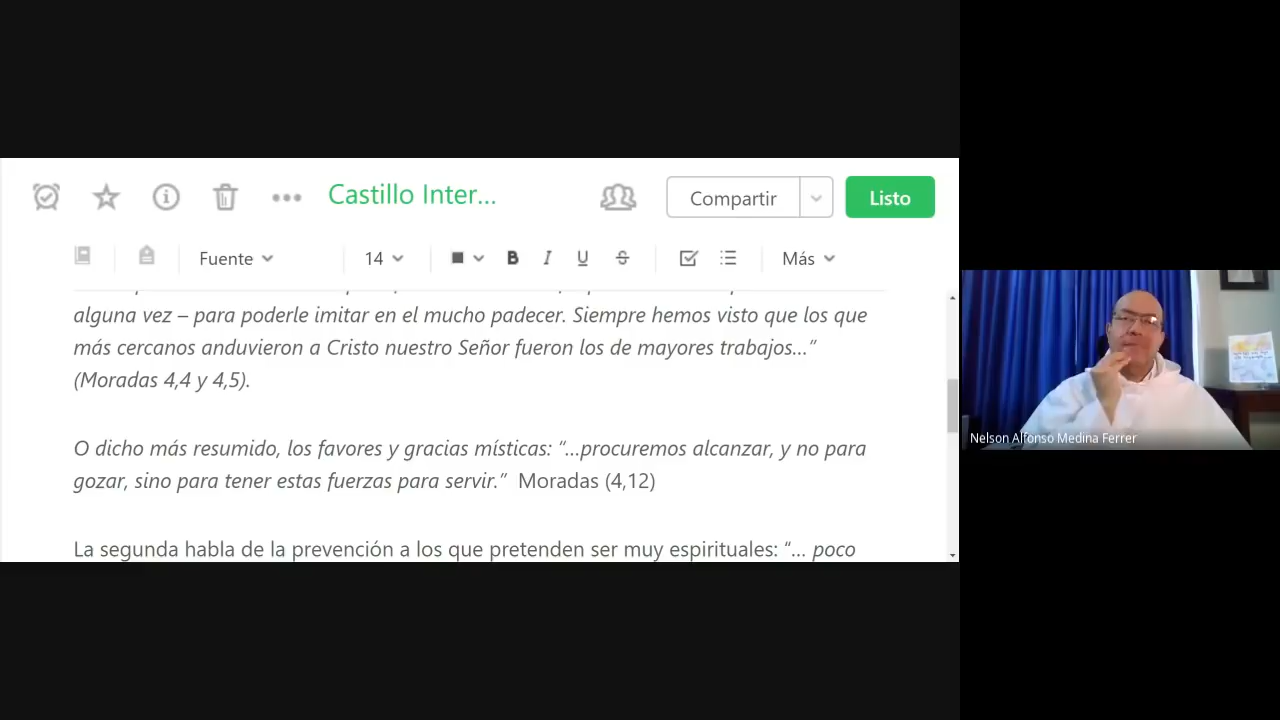 Castillo Inter...
Compartir
Listo
Fuente
14
B I U S
Más
alguna vez – para poderle imitar en el mucho padecer. Siempre hemos visto que los que
más cercanos anduvieron a Cristo nuestro Señor fueron los de mayores trabajos...”
(Moradas 4,4 y 4,5).
O dicho más resumido, los favores y gracias místicas: “...procuremos alcanzar, y no para
gozar, sino para tener estas fuerzas para servir.” Moradas (4,12)
La segunda habla de la prevención a los que pretenden ser muy espirituales: “... poco
Nelson Alfonso Medina Ferrer